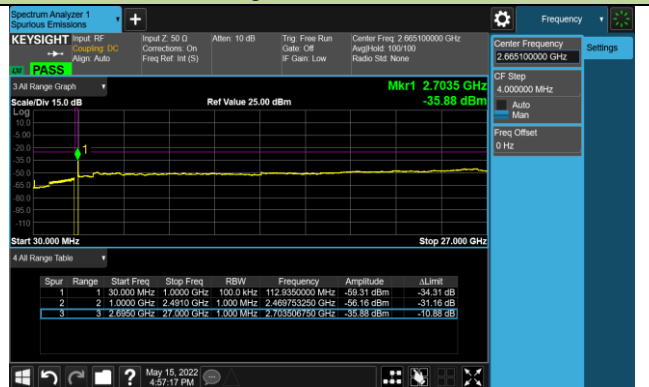 Spectrum Analyzer 1
Spurious Emissions
Frequency
KEYSIGHT
Input: RF
Coupling: DC
Align: Auto
Input Z: 50 Ω
Corrections: On
Freq Ref: Int (S)
Atten: 10 dB
Trig: Free Run
Gate: Off
IF Gain: Low
Center Freq: 2.665100000 GHz
Avg|Hold: 100/100
Radio Std: None
LXI PASS
Center Frequency
2.665100000 GHz
Settings
CF Step
4.000000 MHz
Auto
Man
Freq Offset
0 Hz
3 All Range Graph
Mkr1 2.7035 GHz
Scale/Div 15.0 dB
Ref Value 25.00 dBm
-35.88 dBm
Log
10.0
-5.00
-20.0
-35.0
-50.0
-65.0
-80.0
-95.0
-110
1
Start 30.000 MHz
Stop 27.000 GHz
4 All Range Table
Spur Range Start Freq Stop Freq RBW Frequency Amplitude ΔLimit
1 1 30.000 MHz 1.0000 GHz 100.0 kHz 112.9350000 MHz -59.31 dBm -34.31 dB
2 2 1.0000 GHz 2.4910 GHz 1.000 MHz 2.469753250 GHz -56.16 dBm -31.16 dB
3 3 2.6950 GHz 27.000 GHz 1.000 MHz 2.703506750 GHz -35.88 dBm -10.88 dB
?
May 15, 2022
4:57:17 PM